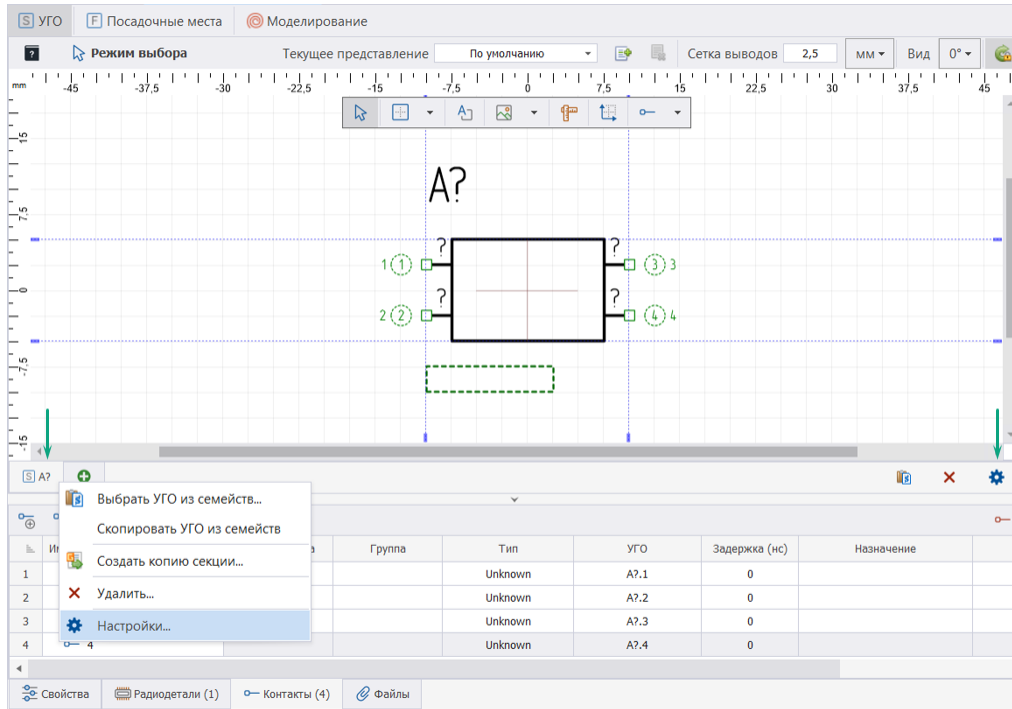 S УГО F Посадочные места Моделирование
? Режим выбора Текущее представление По умолчанию Сетка выводов 2,5 мм Вид 0°
mm -45 -37,5 -30 -22,5 -15 -7,5 0 7,5 15 22,5 30 37,5 45
15
7,5
0
-7,5
-15
A?
? ?
1 1 3 3
? ?
2 2 4 4
S A?
Выбрать УГО из семейств...
Скопировать УГО из семейств
Создать копию секции...
Удалить...
Настройки...
Группа Тип УГО Задержка (нс) Назначение
1 Unknown A?.1 0
2 Unknown A?.2 0
3 Unknown A?.3 0
4 4 Unknown A?.4 0
Свойства Радиодетали (1) Контакты (4) Файлы